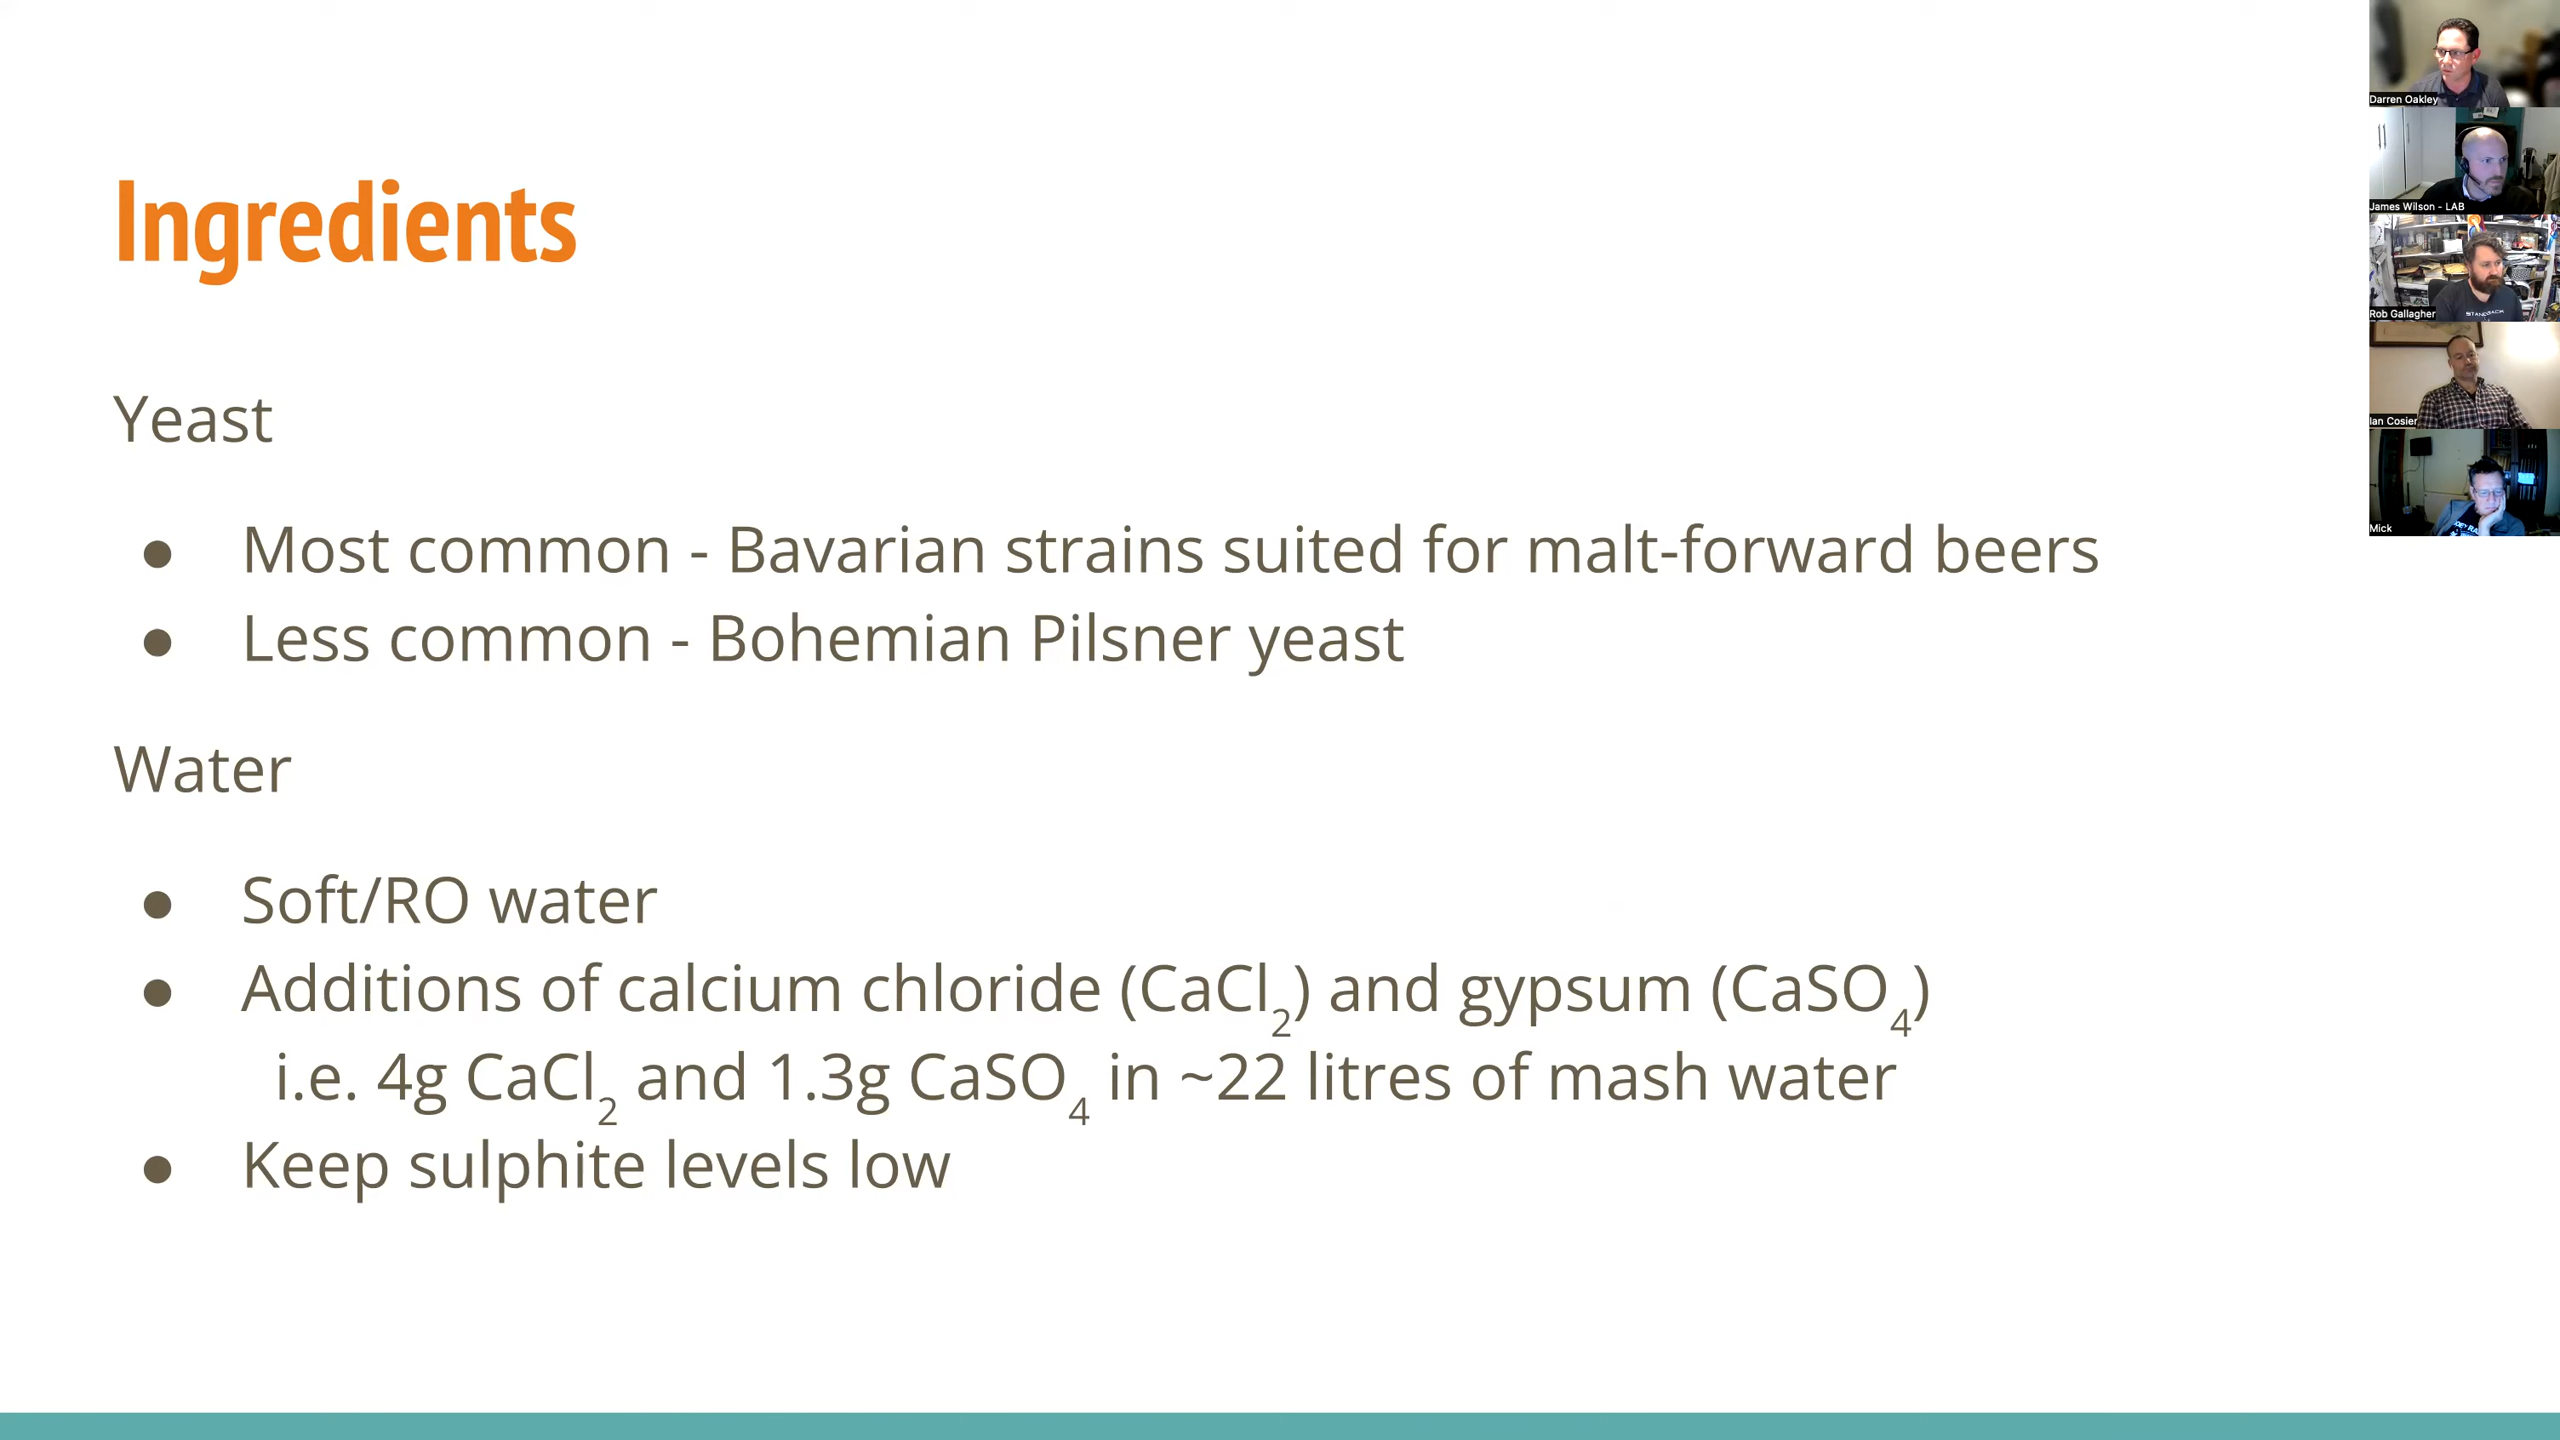 Ingredients
Yeast
● Most common - Bavarian strains suited for malt-forward beers
● Less common - Bohemian Pilsner yeast
Water
● Soft/RO water
● Additions of calcium chloride (CaCl₂) and gypsum (CaSO₄)
i.e. 4g CaCl₂ and 1.3g CaSO₄ in ~22 litres of mash water
● Keep sulphite levels low
Darren Oakley
James Wilson - LAB
Rob Gallagher
Ian Cosier
Mick